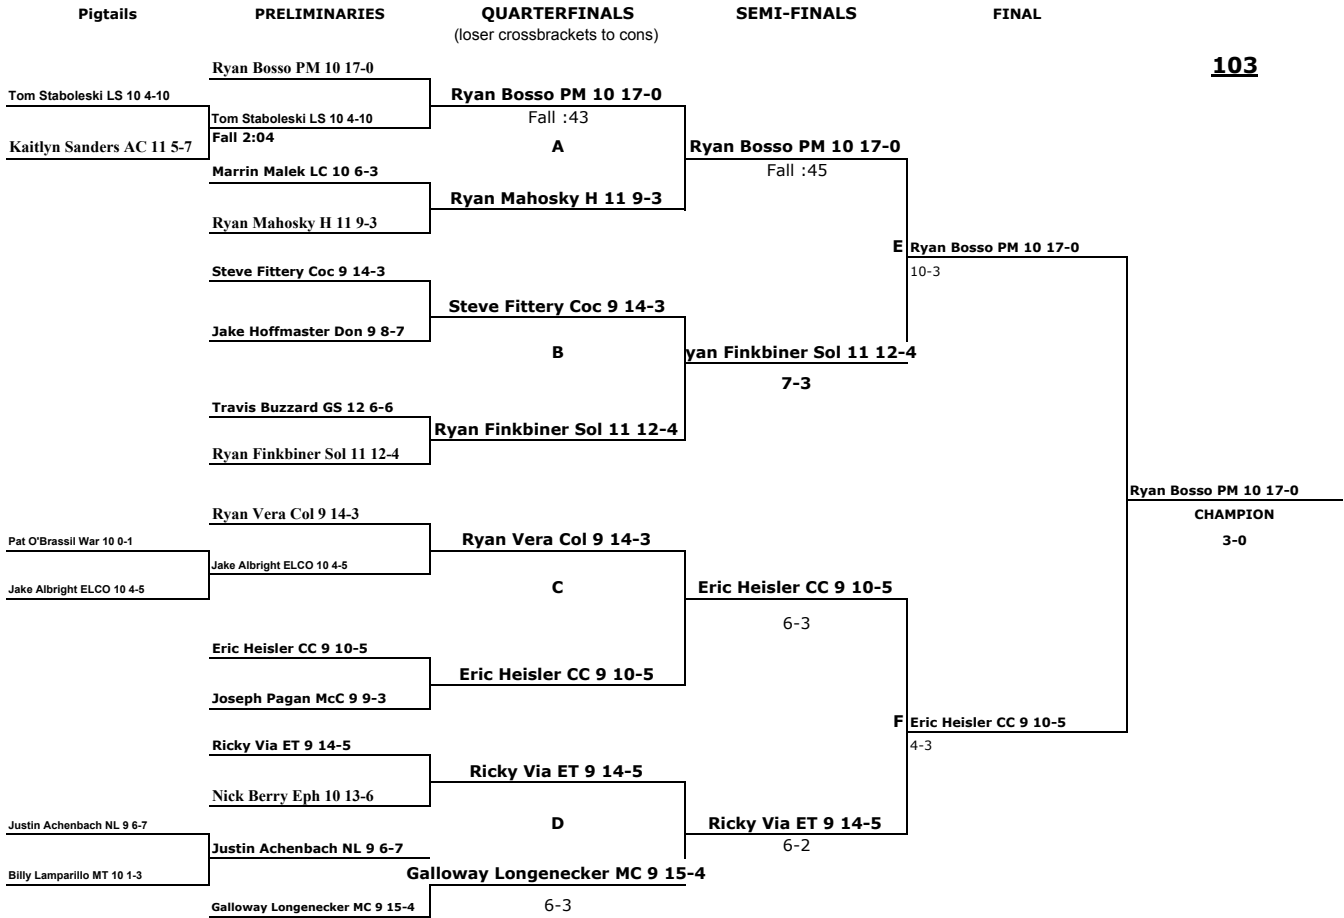 Pigtails
PRELIMINARIES
QUARTERFINALS
SEMI-FINALS
FINAL
(loser crossbrackets to cons)
103
Ryan Bosso PM 10 17-0
Tom Staboleski LS 10 4-10
Ryan Bosso PM 10 17-0
Tom Staboleski LS 10 4-10
Fall :43
Fall 2:04
Kaitlyn Sanders AC 11 5-7
A
Ryan Bosso PM 10 17-0
Marrin Malek LC 10 6-3
Fall :45
Ryan Mahosky H 11 9-3
Ryan Mahosky H 11 9-3
E
Ryan Bosso PM 10 17-0
Steve Fittery Coc 9 14-3
10-3
Steve Fittery Coc 9 14-3
Jake Hoffmaster Don 9 8-7
B
yan Finkbiner Sol 11 12-4
7-3
Travis Buzzard GS 12 6-6
Ryan Finkbiner Sol 11 12-4
Ryan Finkbiner Sol 11 12-4
Ryan Bosso PM 10 17-0
Ryan Vera Col 9 14-3
CHAMPION
Pat O'Brassil War 10 0-1
Ryan Vera Col 9 14-3
3-0
Jake Albright ELCO 10 4-5
Jake Albright ELCO 10 4-5
C
Eric Heisler CC 9 10-5
6-3
Eric Heisler CC 9 10-5
Eric Heisler CC 9 10-5
Joseph Pagan McC 9 9-3
F
Eric Heisler CC 9 10-5
Ricky Via ET 9 14-5
4-3
Ricky Via ET 9 14-5
Nick Berry Eph 10 13-6
Justin Achenbach NL 9 6-7
D
Ricky Via ET 9 14-5
Justin Achenbach NL 9 6-7
6-2
Billy Lamparillo MT 10 1-3
Galloway Longenecker MC 9 15-4
Galloway Longenecker MC 9 15-4
6-3